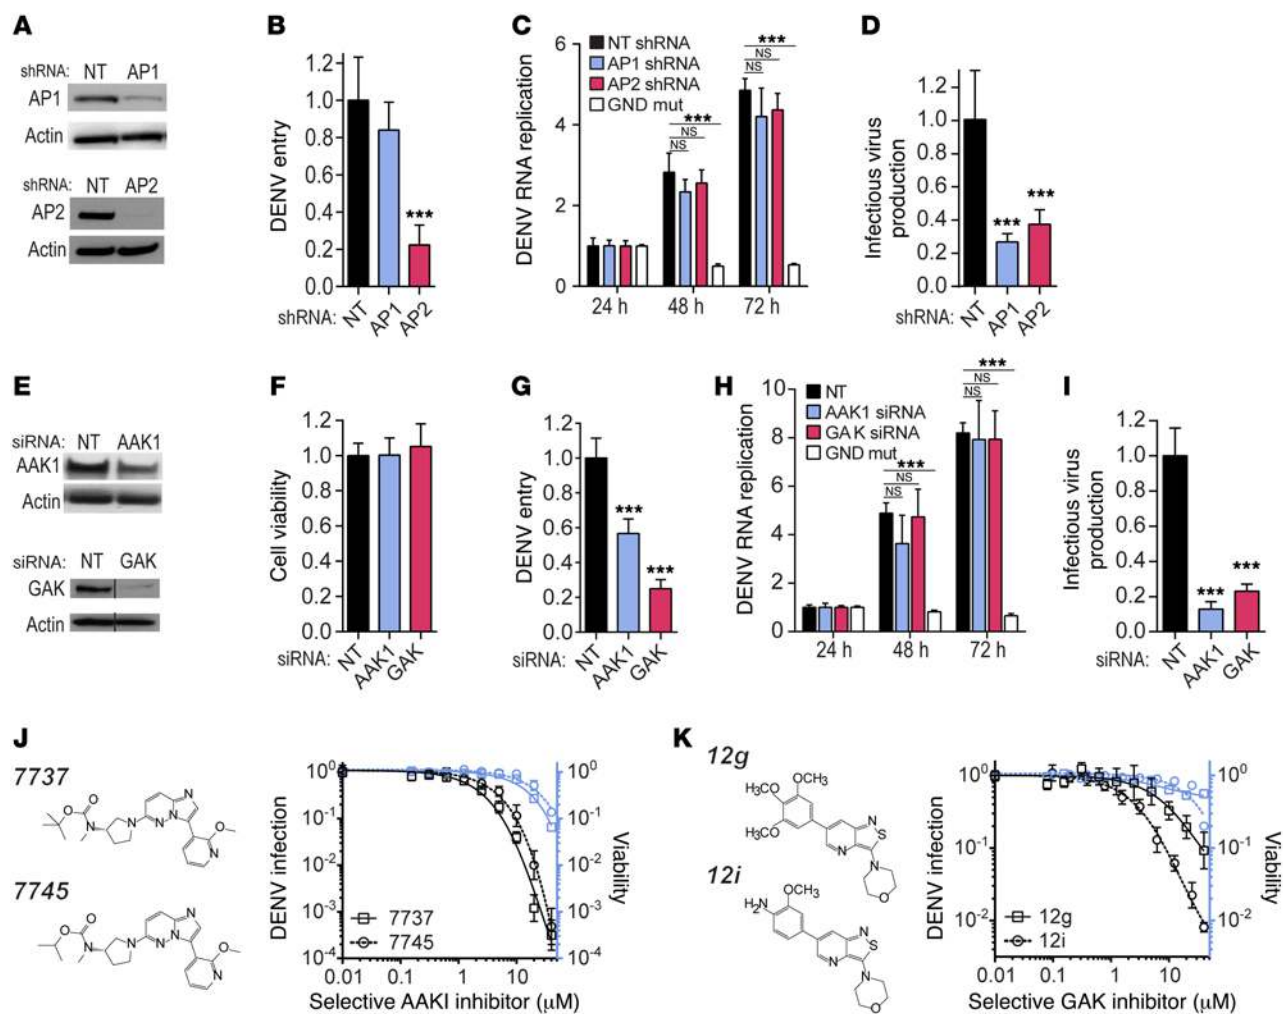 A
shRNA: NT AP1
AP1
Actin
shRNA: NT AP2
AP2
Actin
B
DENV entry
1.2
1.0
0.8
0.6
0.4
0.2
0.0
***
shRNA: NT AP1 AP2
C
DENV RNA replication
6
4
2
0
NT shRNA
AP1 shRNA
AP2 shRNA
GND mut
***
NS
NS
***
NS
NS
24 h 48 h 72 h
D
Infectious virus
production
1.2
1.0
0.8
0.6
0.4
0.2
0.0
*** ***
shRNA: NT AP1 AP2
E
siRNA: NT AAK1
AAK1
Actin
siRNA: NT GAK
GAK
Actin
F
Cell viability
1.2
1.0
0.8
0.6
0.4
0.2
0.0
siRNA: NT AAK1 GAK
G
DENV entry
1.2
1.0
0.8
0.6
0.4
0.2
0.0
***
***
siRNA: NT AAK1 GAK
H
DENV RNA replication
10
8
6
4
2
0
NT
AAK1 siRNA
GAK siRNA
GND mut
***
NS
NS
***
NS
NS
24 h 48 h 72 h
I
Infectious virus
production
1.2
1.0
0.8
0.6
0.4
0.2
0.0
*** ***
siRNA: NT AAK1 GAK
J
7737
O
O
N
N
N
N
N
O
N
7745
O
O
N
N
N
N
N
O
N
DENV infection
10⁰
10⁻¹
10⁻²
10⁻³
10⁻⁴
7737
7745
0.01 0.1 1 10
Selective AAKI inhibitor (μM)
10⁰
10⁻¹
10⁻²
10⁻³
10⁻⁴
Viability
K
12g
OCH₃
H₃CO
H₃CO
N
S
N
N
O
12i
OCH₃
H₂N
N
S
N
N
O
DENV infection
10⁰
10⁻¹
10⁻²
12g
12i
0.01 0.1 1 10
Selective GAK inhibitor (μM)
10⁰
10⁻¹
10⁻²
Viability